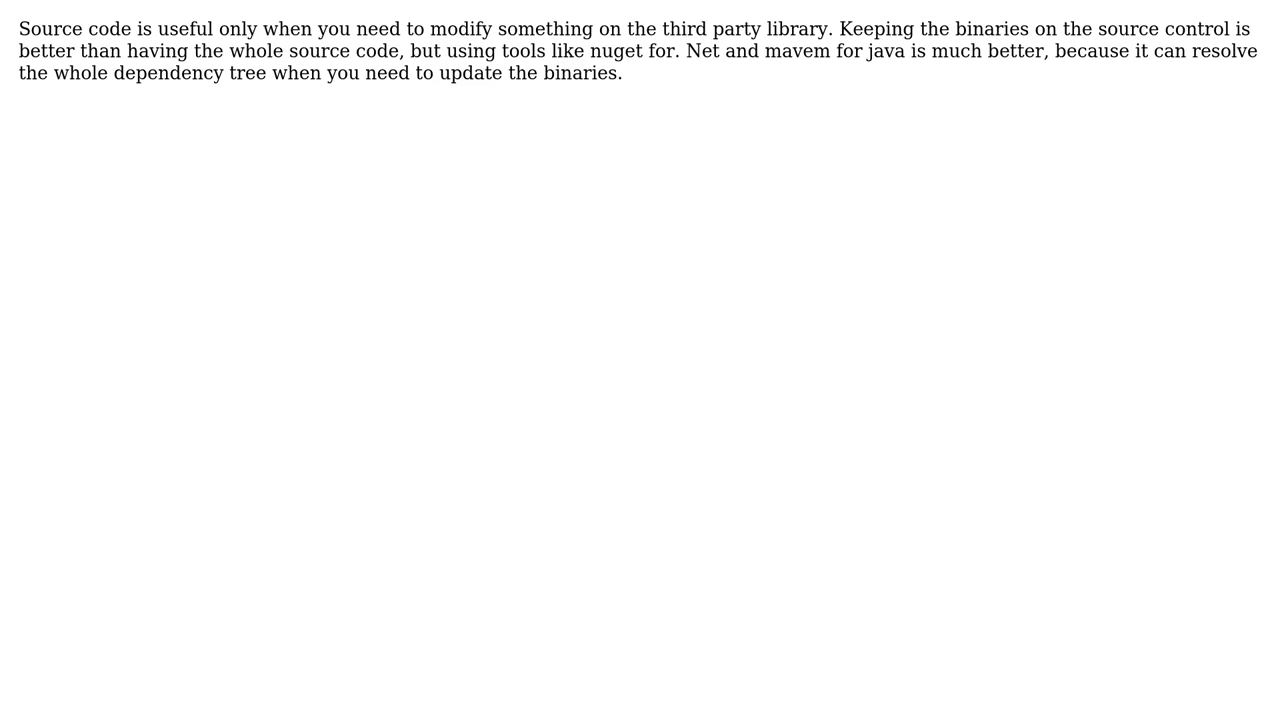 Source code is useful only when you need to modify something on the third party library. Keeping the binaries on the source control is
better than having the whole source code, but using tools like nuget for. Net and mavem for java is much better, because it can resolve
the whole dependency tree when you need to update the binaries.